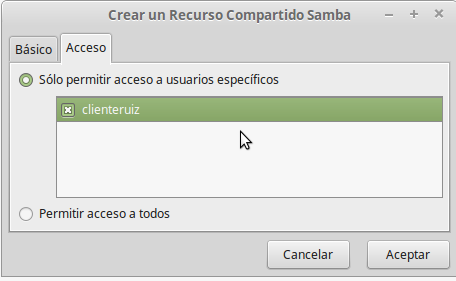 Crear un Recurso Compartido Samba
Básico Acceso
Sólo permitir acceso a usuarios específicos
clienteruiz
Permitir acceso a todos
Cancelar Aceptar